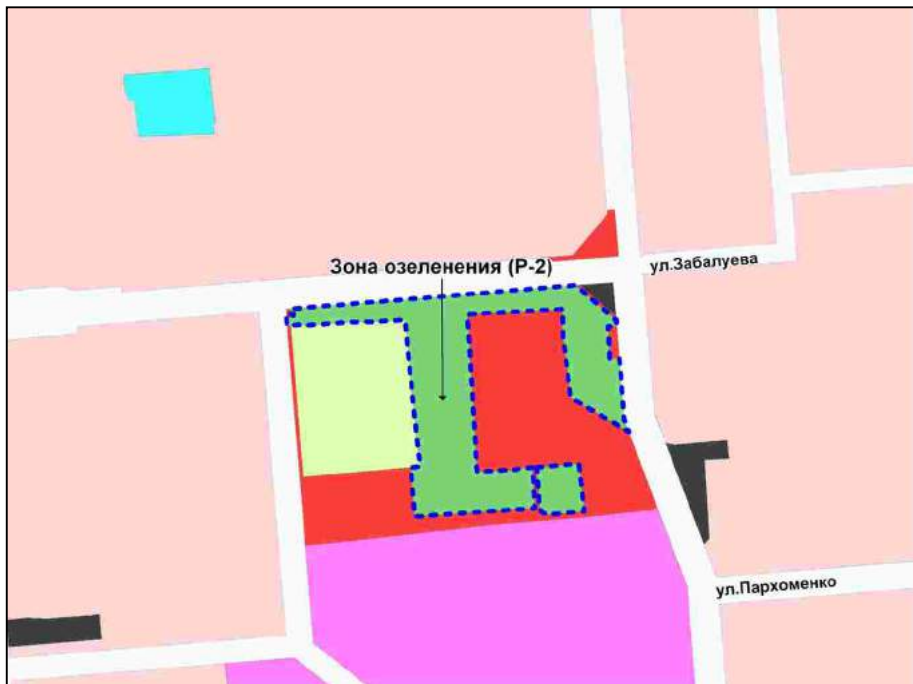 Зона озеленения (Р-2)
ул.Забалуева
ул.Пархоменко